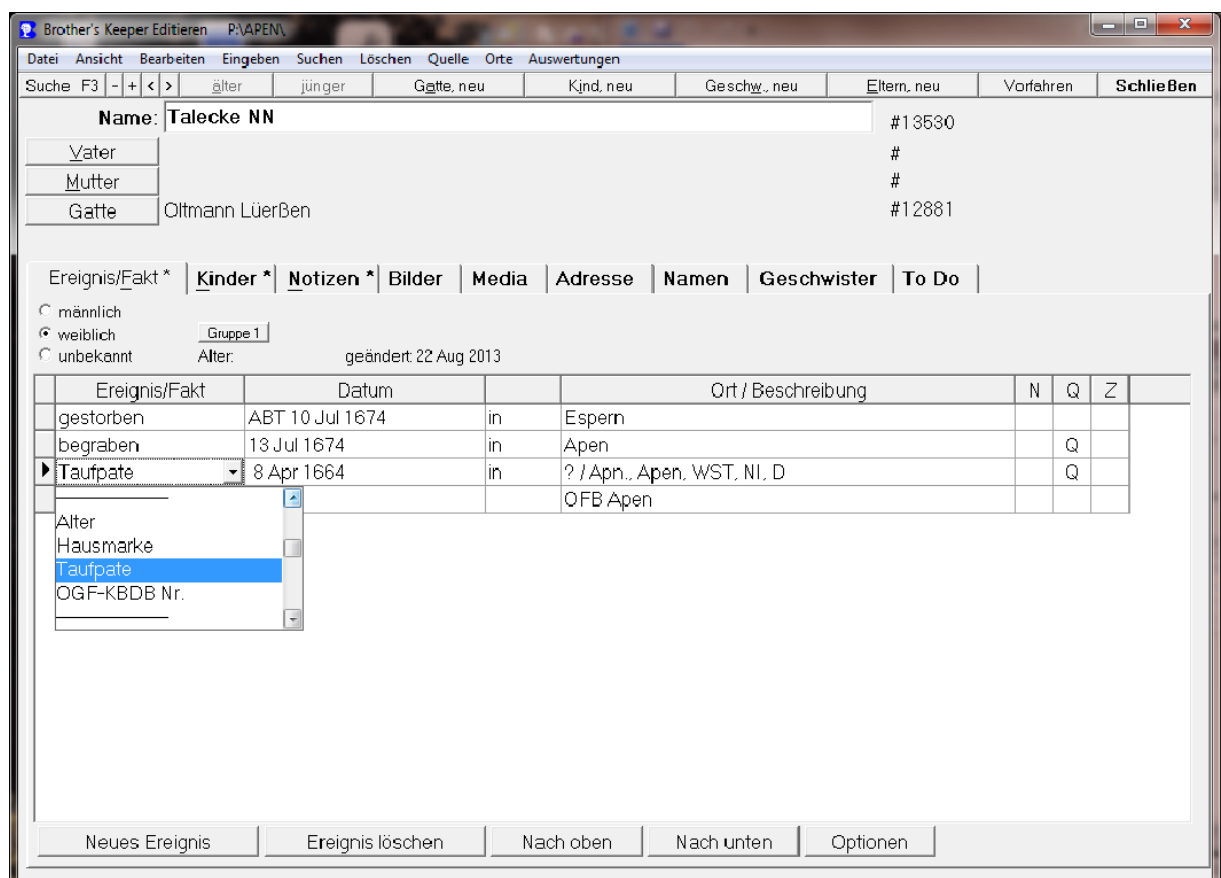 Brother's Keeper Editieren P:\APEN\
Datei Ansicht Bearbeiten Eingeben Suchen Löschen Quelle Orte Auswertungen
Suche F3 - + < > älter jünger Gatte, neu Kind, neu Geschw., neu Eltern, neu Vorfahren Schließen
Name: Talecke NN #13530
Vater #
Mutter #
Gatte Oltmann Lüerßen #12881
Ereignis/Fakt * Kinder * Notizen * Bilder Media Adresse Namen Geschwister To Do
männlich
weiblich Gruppe 1
unbekannt Alter: geändert: 22 Aug 2013
Ereignis/Fakt Datum Ort / Beschreibung N Q Z
gestorben ABT 10 Jul 1674 in Espern
begraben 13 Jul 1674 in Apen Q
Taufpate 8 Apr 1664 in ? / Apn., Apen, WST, NI, D Q
OFB Apen
Alter
Hausmarke
Taufpate
OGF-KBDB Nr.
Neues Ereignis Ereignis löschen Nach oben Nach unten Optionen